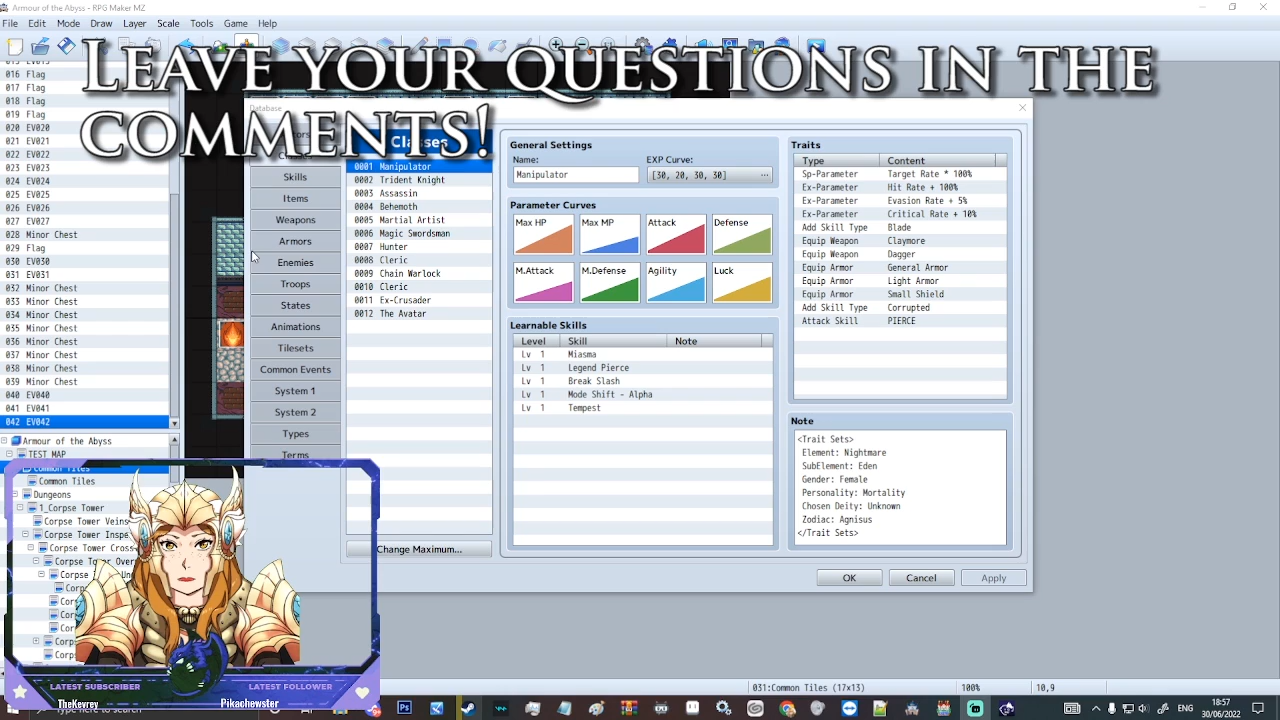 Armour of the Abyss - RPG Maker MZ
File Edit Mode Draw Scale Tools Game Help
LEAVE YOUR QUESTIONS IN THE
COMMENTS!
016 Flag
017 Flag
018 Flag
019 Flag
020 EV020
021 EV021
022 EV022
023 EV023
024 EV024
025 EV025
026 EV026
027 EV027
028 Minor Chest
029 Flag
030 EV030
031 EV031
032 Minor Chest
033 Minor Chest
034 Minor Chest
035 Minor Chest
036 Minor Chest
037 Minor Chest
038 Minor Chest
039 Minor Chest
040 EV040
041 EV041
042 EV042
Armour of the Abyss
TEST MAP
Common Tiles
Common Tiles
Dungeons
1_Corpse Tower
Corpse Tower Veins
Corpse Tower Inspe
Corpse Tower Ov
Corpse Tower
Corpse
Corp
Corp
Corp
Corp
Corp
Corp
Database
Skills
Items
Weapons
Armors
Enemies
Troops
States
Animations
Tilesets
Common Events
System 1
System 2
Types
Terms
Classes
0001 Manipulator
0002 Trident Knight
0003 Assassin
0004 Behemoth
0005 Martial Artist
0006 Magic Swordsman
0007 Hunter
0008 Cleric
0009 Chain Warlock
0010 Cleric
0011 Ex-Crusader
0012 The Avatar
Change Maximum...
General Settings
Name: EXP Curve:
Manipulator [30, 20, 30, 30] ...
Parameter Curves
Max HP Max MP Attack Defense
M.Attack M.Defense Agility Luck
Learnable Skills
Level Skill Note
Lv 1 Miasma
Lv 1 Legend Pierce
Lv 1 Break Slash
Lv 1 Mode Shift - Alpha
Lv 1 Tempest
Traits
Type Content
Sp-Parameter Target Rate * 100%
Ex-Parameter Hit Rate + 100%
Ex-Parameter Evasion Rate + 5%
Ex-Parameter Critical Rate + 10%
Add Skill Type Blade
Equip Weapon Claymore
Equip Weapon Dagger
Equip Armor General Armor
Equip Armor Light Armor
Equip Armor Small Shield
Add Skill Type Corrupted
Attack Skill PIERCE
Note
<Trait Sets>
Element: Nightmare
SubElement: Eden
Gender: Female
Personality: Mortality
Chosen Deity: Unknown
Zodiac: Agnisus
</Trait Sets>
OK Cancel Apply
LATEST SUBSCRIBER LATEST FOLLOWER
TheKeyrey Pikachewster
031:Common Tiles (17x13) 100% 10,9
18:57
30/06/2022